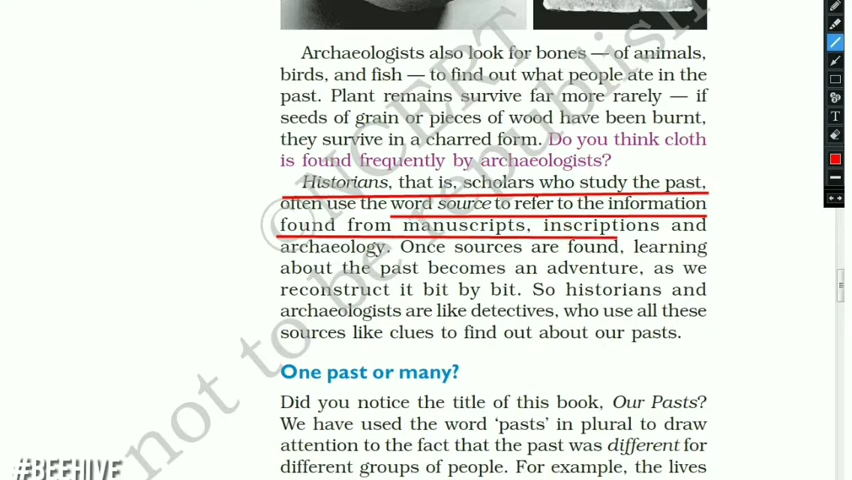 Archaeologists also look for bones — of animals,
birds, and fish — to find out what people ate in the
past. Plant remains survive far more rarely — if
seeds of grain or pieces of wood have been burnt,
they survive in a charred form. Do you think cloth
is found frequently by archaeologists?
Historians, that is, scholars who study the past,
often use the word source to refer to the information
found from manuscripts, inscriptions and
archaeology. Once sources are found, learning
about the past becomes an adventure, as we
reconstruct it bit by bit. So historians and
archaeologists are like detectives, who use all these
sources like clues to find out about our pasts.
One past or many?
Did you notice the title of this book, Our Pasts?
We have used the word ‘pasts’ in plural to draw
attention to the fact that the past was different for
different groups of people. For example, the lives
©NCERT
not to be republish
#BEEHIVE
T